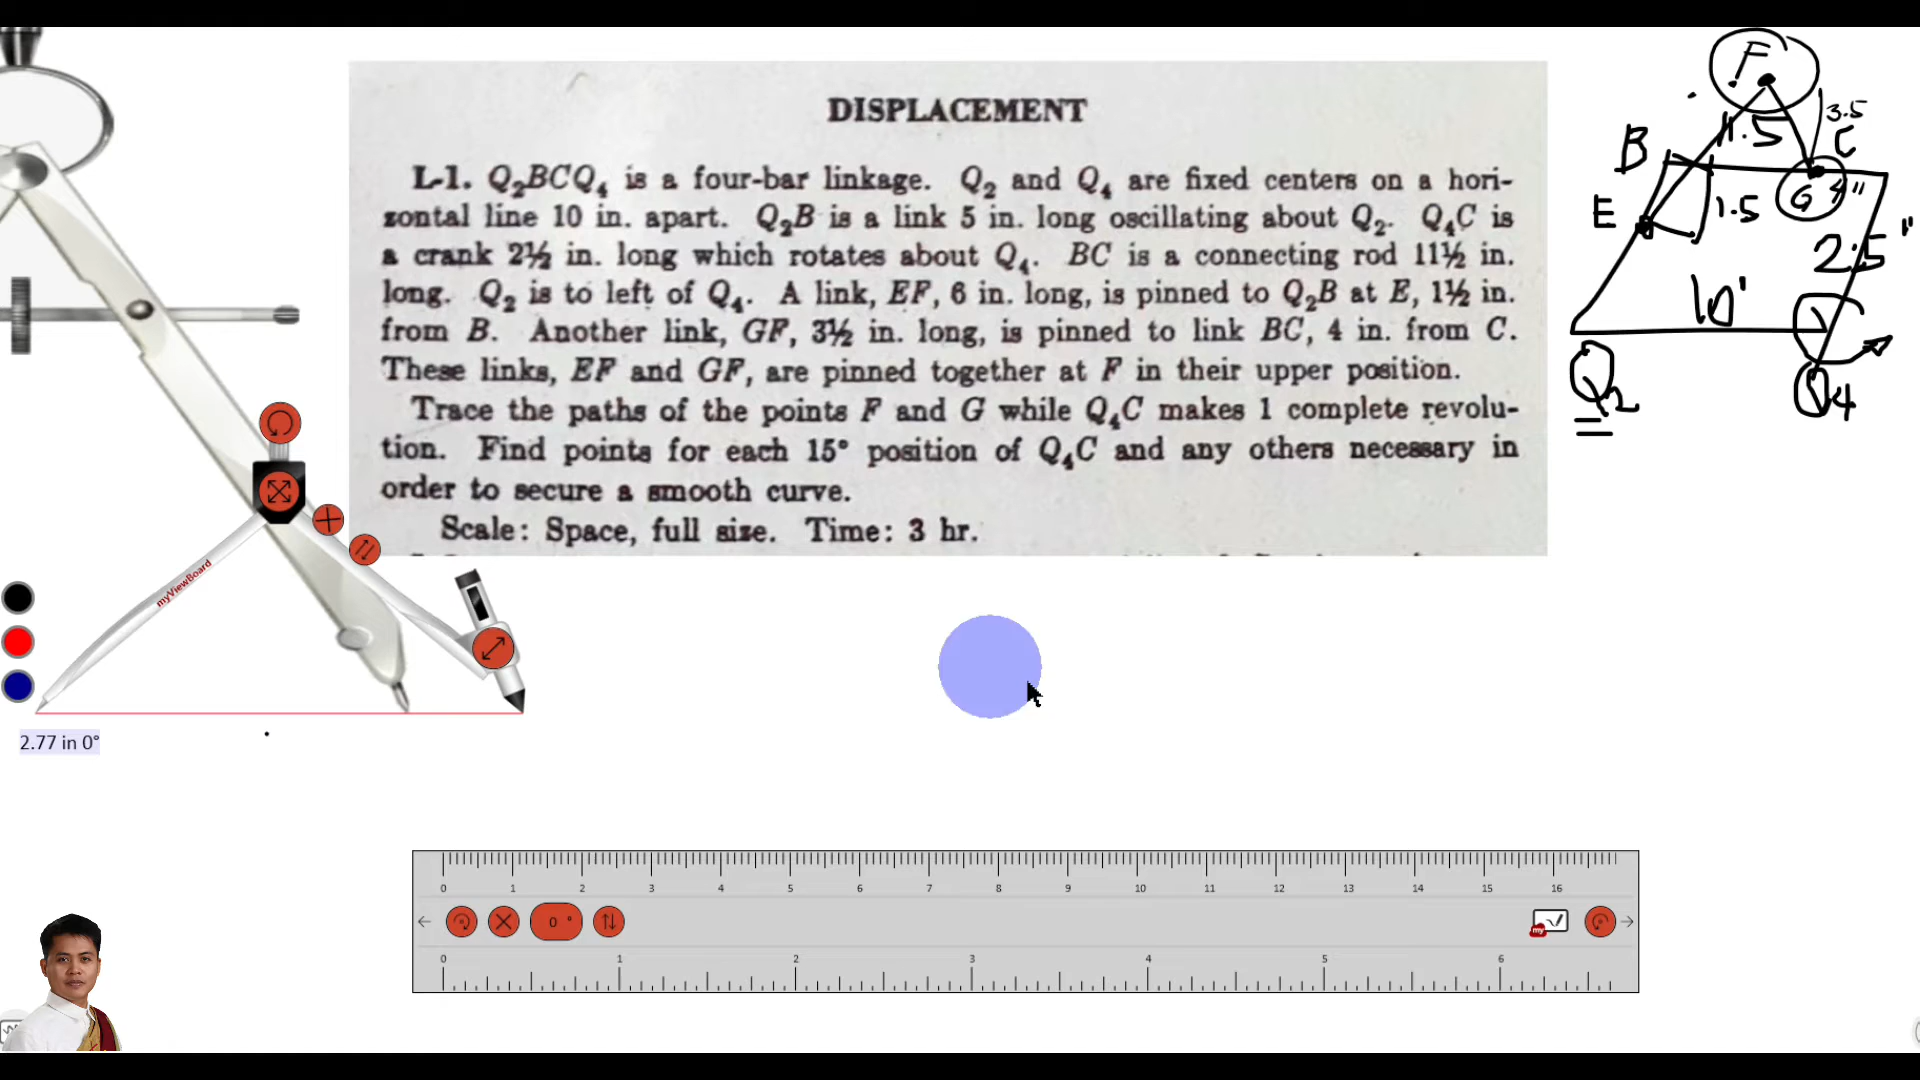 DISPLACEMENT
L-1. Q₂BCQ₄ is a four-bar linkage. Q₂ and Q₄ are fixed centers on a hori-
zontal line 10 in. apart. Q₂B is a link 5 in. long oscillating about Q₂. Q₄C is
a crank 2½ in. long which rotates about Q₄. BC is a connecting rod 11½ in.
long. Q₂ is to left of Q₄. A link, EF, 6 in. long, is pinned to Q₂B at E, 1½ in.
from B. Another link, GF, 3½ in. long, is pinned to link BC, 4 in. from C.
These links, EF and GF, are pinned together at F in their upper position.
Trace the paths of the points F and G while Q₄C makes 1 complete revolu-
tion. Find points for each 15° position of Q₄C and any others necessary in
order to secure a smooth curve.
Scale: Space, full size. Time: 3 hr.
F
3.5
11.5
B
C
E
1.5
G
4"
2.5"
10'
Q2
Q4
myViewBoard
2.77 in 0°
0 1 2 3 4 5 6 7 8 9 10 11 12 13 14 15 16
0 °
my
0 1 2 3 4 5 6